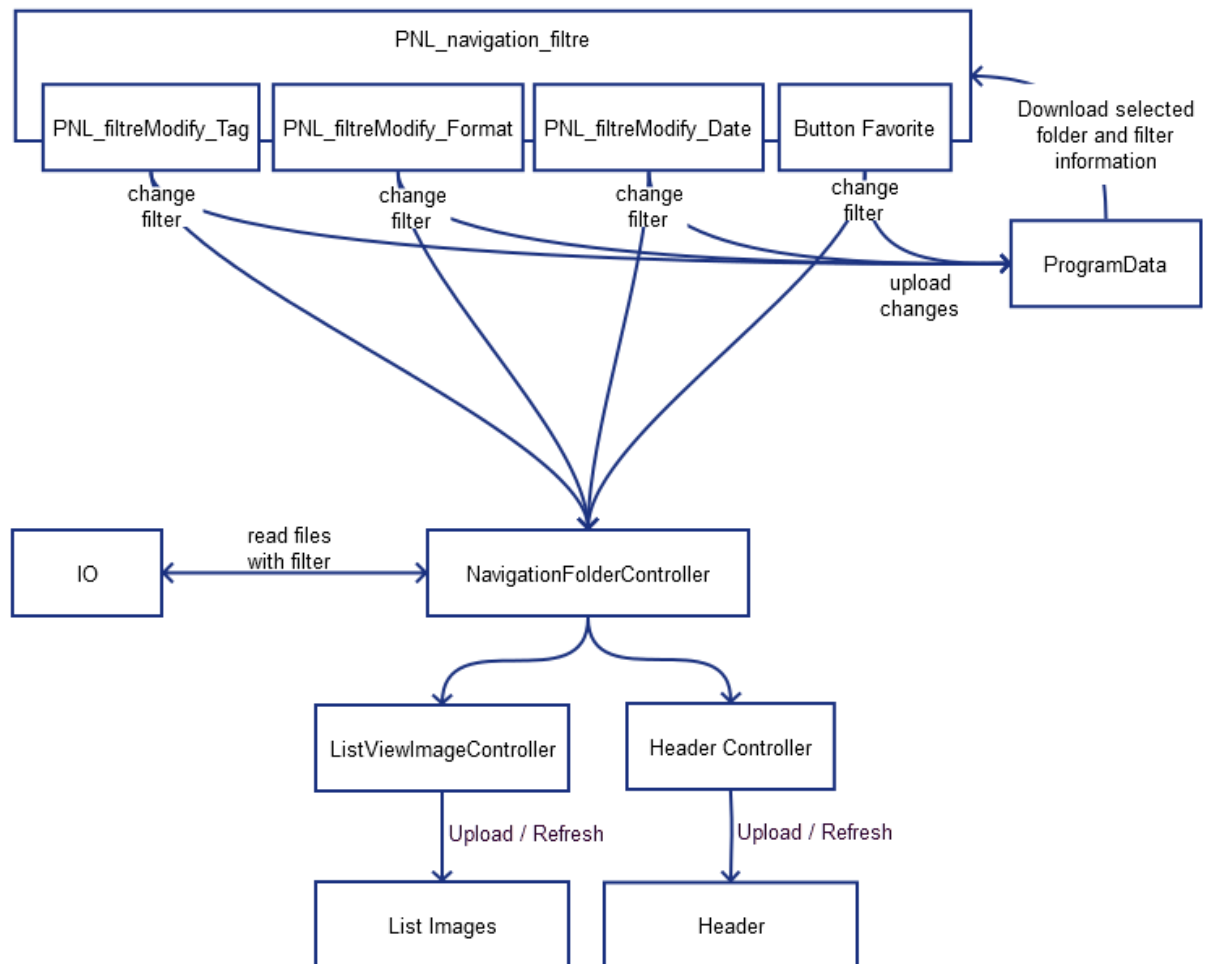 PNL_navigation_filtre
PNL_filtreModify_Tag
PNL_filtreModify_Format
PNL_filtreModify_Date
Button Favorite
Download selected
folder and filter
information
change
filter
change
filter
change
filter
change
filter
ProgramData
upload
changes
read files
with filter
IO
NavigationFolderController
ListViewImageController
Header Controller
Upload / Refresh
Upload / Refresh
List Images
Header